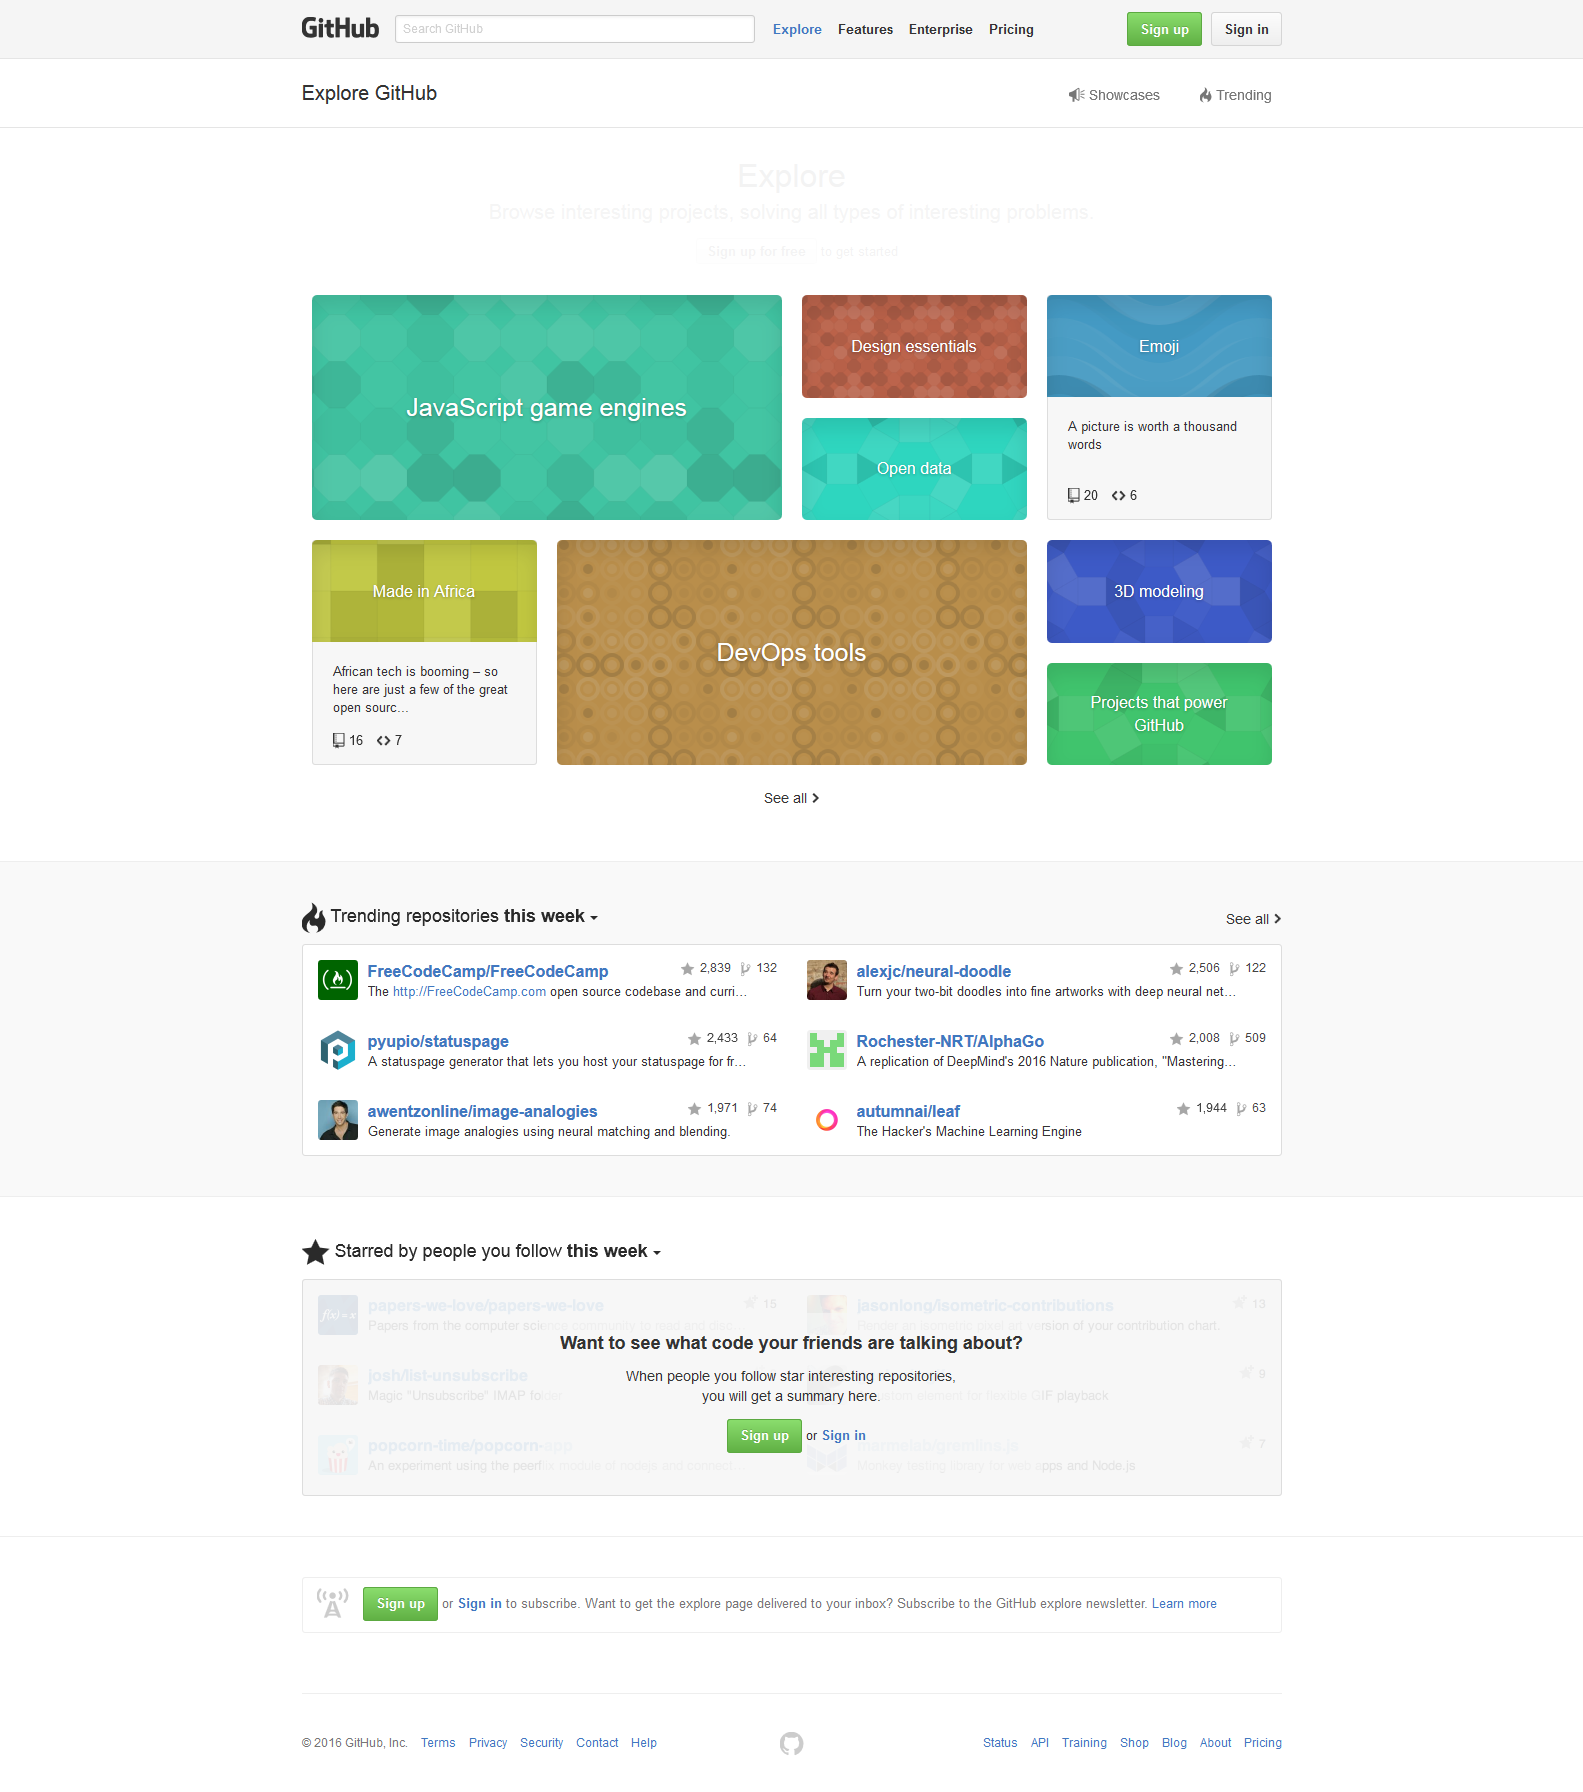 GitHub
Search GitHub
Explore
Features
Enterprise
Pricing
Sign up
Sign in
Explore GitHub
Showcases
Trending
Explore
Browse interesting projects, solving all types of interesting problems.
Sign up for free to get started
JavaScript game engines
Design essentials
Open data
Emoji
A picture is worth a thousand
words
20 6
Made in Africa
African tech is booming – so
here are just a few of the great
open sourc…
16 7
DevOps tools
3D modeling
Projects that power
GitHub
See all
Trending repositories this week
See all
FreeCodeCamp/FreeCodeCamp
2,839 132
The http://FreeCodeCamp.com open source codebase and curri…
alexjc/neural-doodle
2,506 122
Turn your two-bit doodles into fine artworks with deep neural net…
pyupio/statuspage
2,433 64
A statuspage generator that lets you host your statuspage for fr…
Rochester-NRT/AlphaGo
2,008 509
A replication of DeepMind's 2016 Nature publication, "Mastering…
awentzonline/image-analogies
1,971 74
Generate image analogies using neural matching and blending.
autumnai/leaf
1,944 63
The Hacker's Machine Learning Engine
Starred by people you follow this week
papers-we-love/papers-we-love
15
Papers from the computer science community to read and disc…
jasonlong/isometric-contributions
13
Render an isometric pixel an version of your contribution chart.
Want to see what code your friends are talking about?
josh/list-unsubscribe
Magic "Unsubscribe" IMAP folder
9
custom element for flexible GIF playback
When people you follow star interesting repositories,
you will get a summary here.
Sign up or Sign in
popcorn-time/popcorn-app
An experiment using the peerflix module of nodejs and connect…
marmelab/gremlins.js
7
Monkey testing library for web apps and Node.js
Sign up or Sign in to subscribe. Want to get the explore page delivered to your inbox? Subscribe to the GitHub explore newsletter. Learn more
© 2016 GitHub, Inc. Terms Privacy Security Contact Help
Status API Training Shop Blog About Pricing